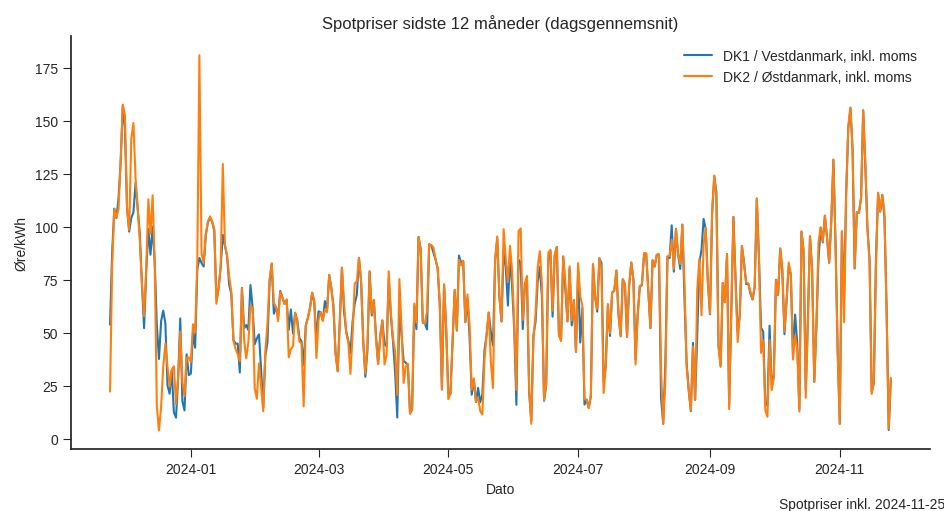 Spotpriser sidste 12 måneder (dagsgennemsnit)
DK1 / Vestdanmark, inkl. moms
DK2 / Østdanmark, inkl. moms
Øre/kWh
175
150
125
100
75
50
25
0
2024-01
2024-03
2024-05
2024-07
2024-09
2024-11
Dato
Spotpriser inkl. 2024-11-25